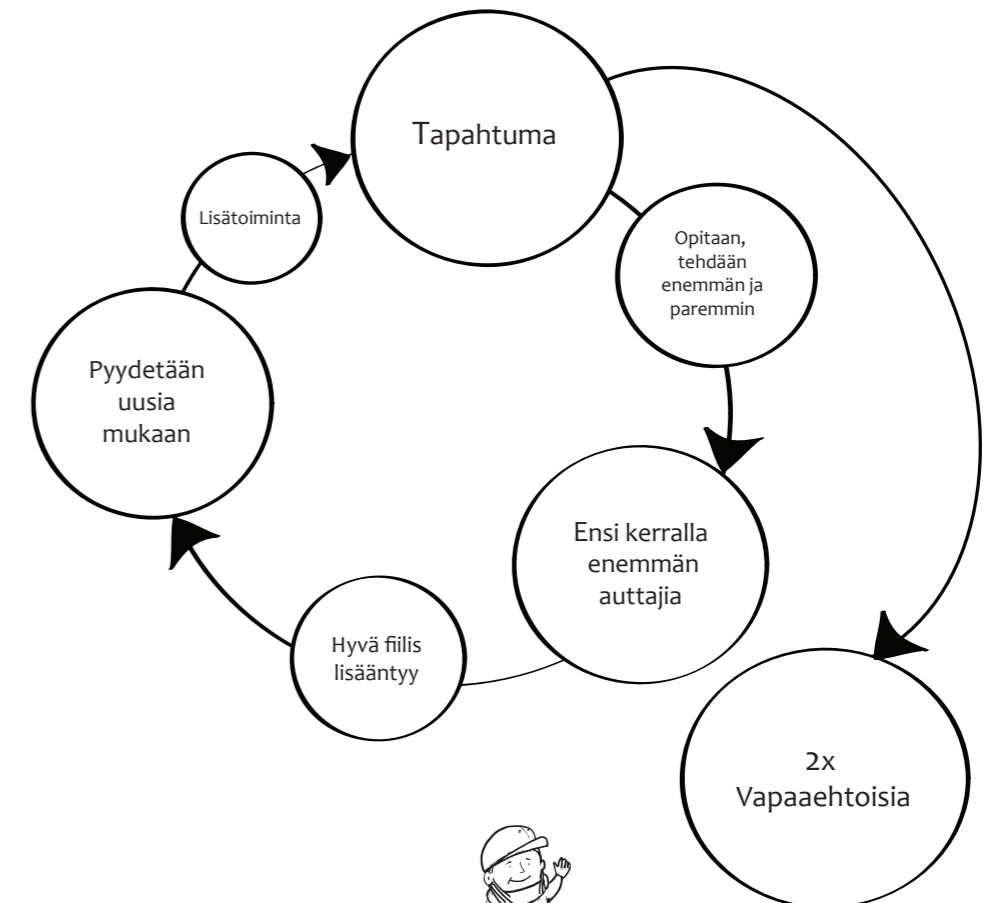 Tapahtuma
Opitaan,
tehdään
enemmän ja
paremmin
Ensi kerralla
enemmän
auttajia
Hyvä fiilis
lisääntyy
Pyydetään
uusia
mukaan
Lisätoiminta
2x
Vapaaehtoisia